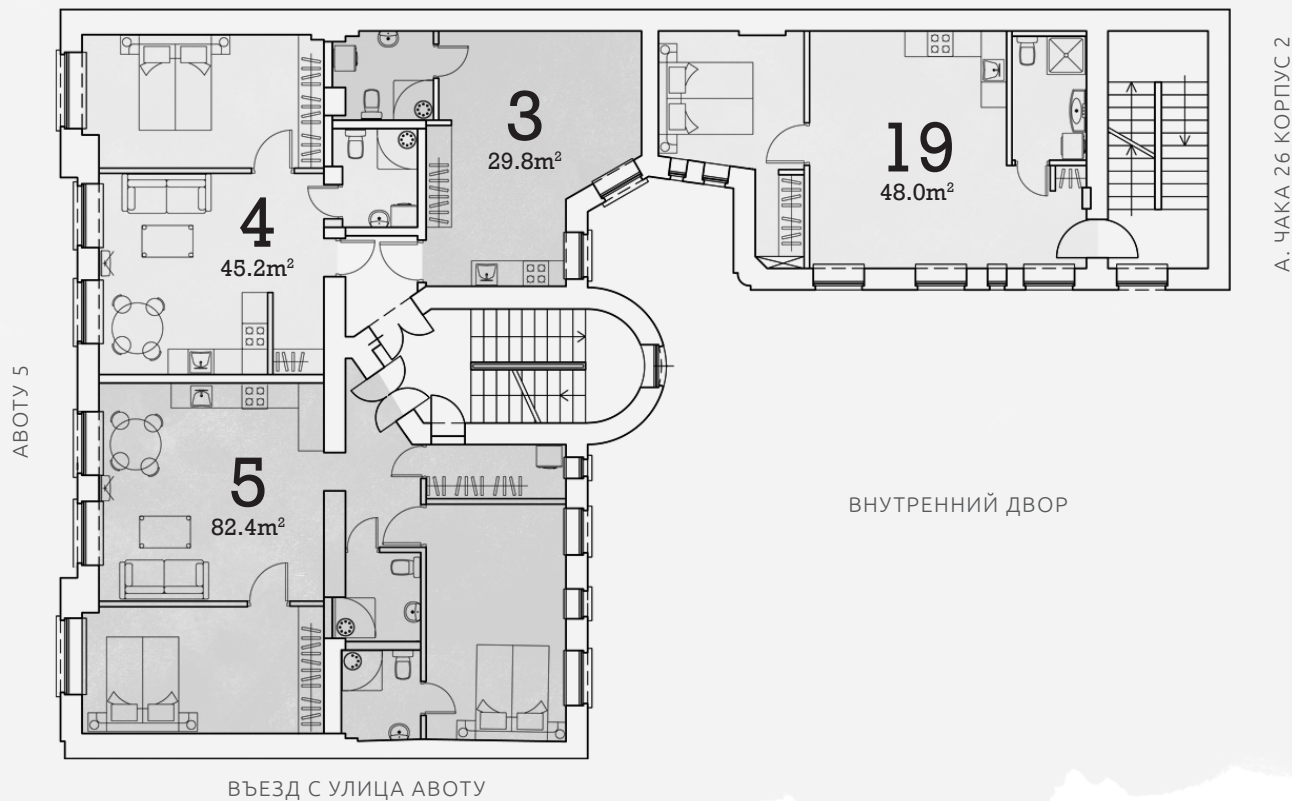 3
29.8m²
19
48.0m²
4
45.2m²
А. ЧАКА 26 КОРПУС 2
АВОТУ 5
5
82.4m²
ВНУТРЕННИЙ ДВОР
ВЪЕЗД С УЛИЦА АВОТУ